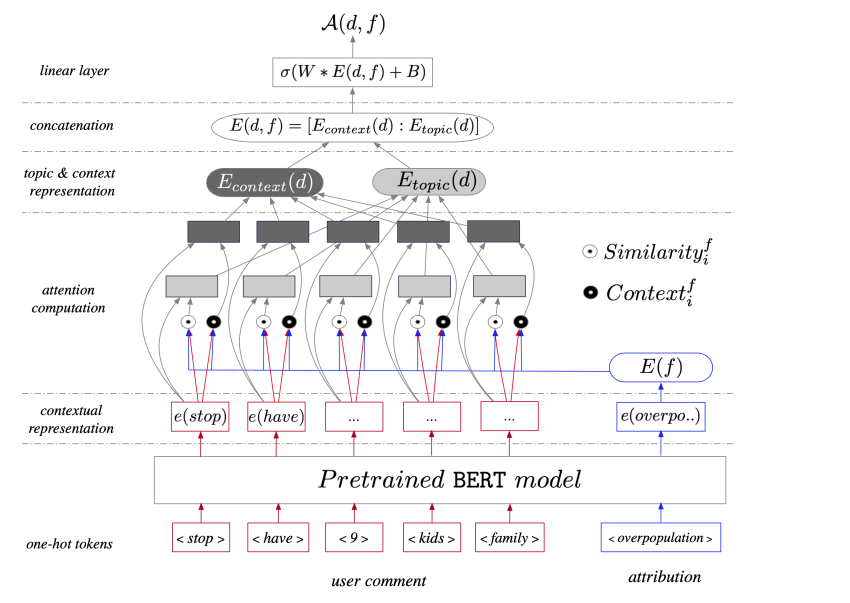 𝒜(d, f)
linear layer
σ(W ∗ E(d, f) + B)
concatenation
E(d, f) = [E_context(d) : E_topic(d)]
topic & context
representation
E_context(d)
E_topic(d)
Similarity_i^f
attention
computation
Context_i^f
E(f)
contextual
representation
e(stop)
e(have)
...
...
...
e(overpo..)
Pretrained BERT model
one-hot tokens
< stop >
< have >
< 9 >
< kids >
< family >
< overpopulation >
user comment
attribution